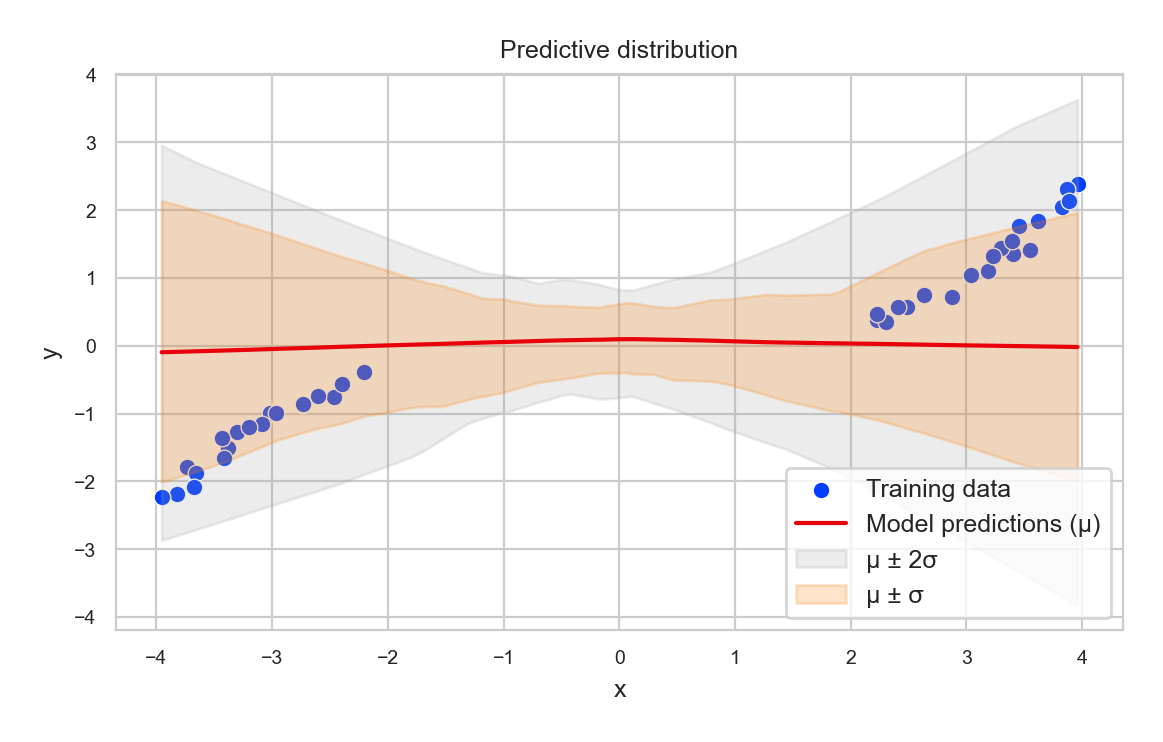 Predictive distribution
4
3
2
1
0
−1
−2
−3
−4
y
−4
−3
−2
−1
0
1
2
3
4
x
Training data
Model predictions (μ)
μ ± 2σ
μ ± σ